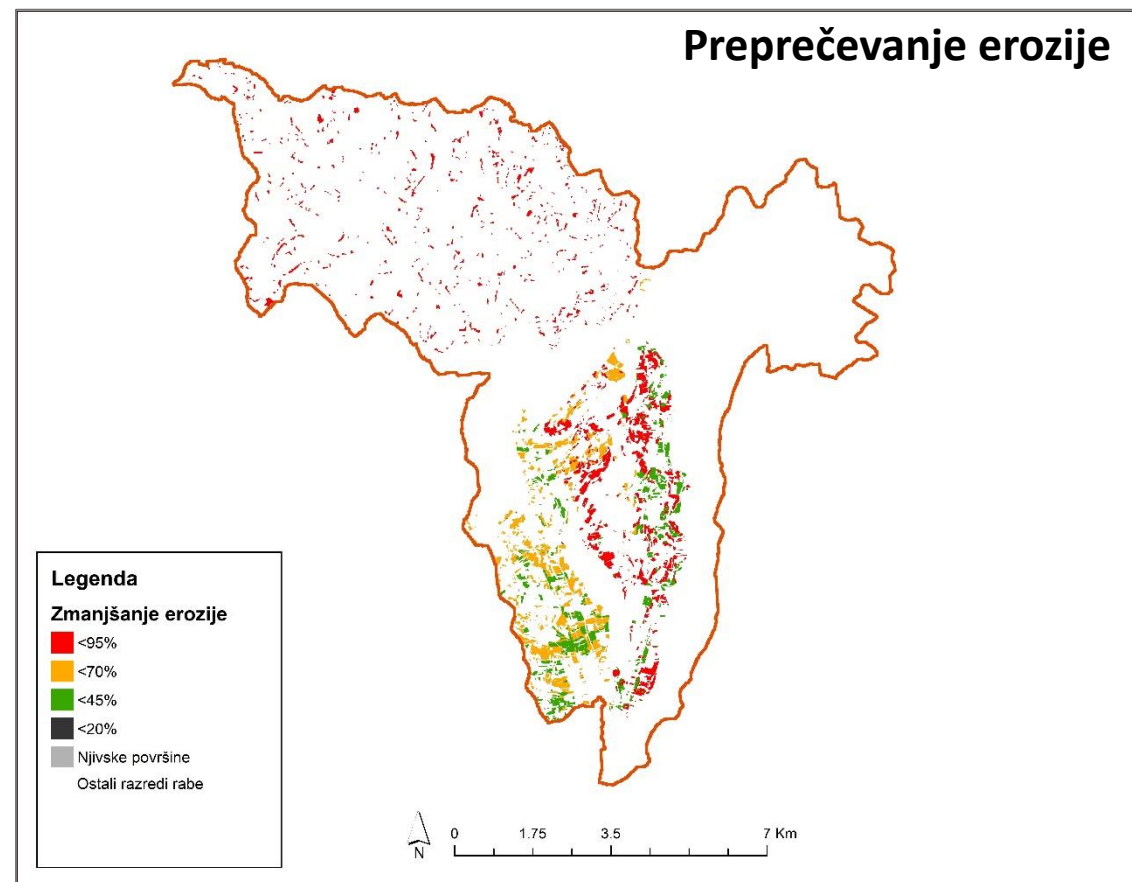 Preprečevanje erozije
Legenda
Zmanjšanje erozije
<95%
<70%
<45%
<20%
Njivske površine
Ostali razredi rabe
N
0 1.75 3.5 7 Km